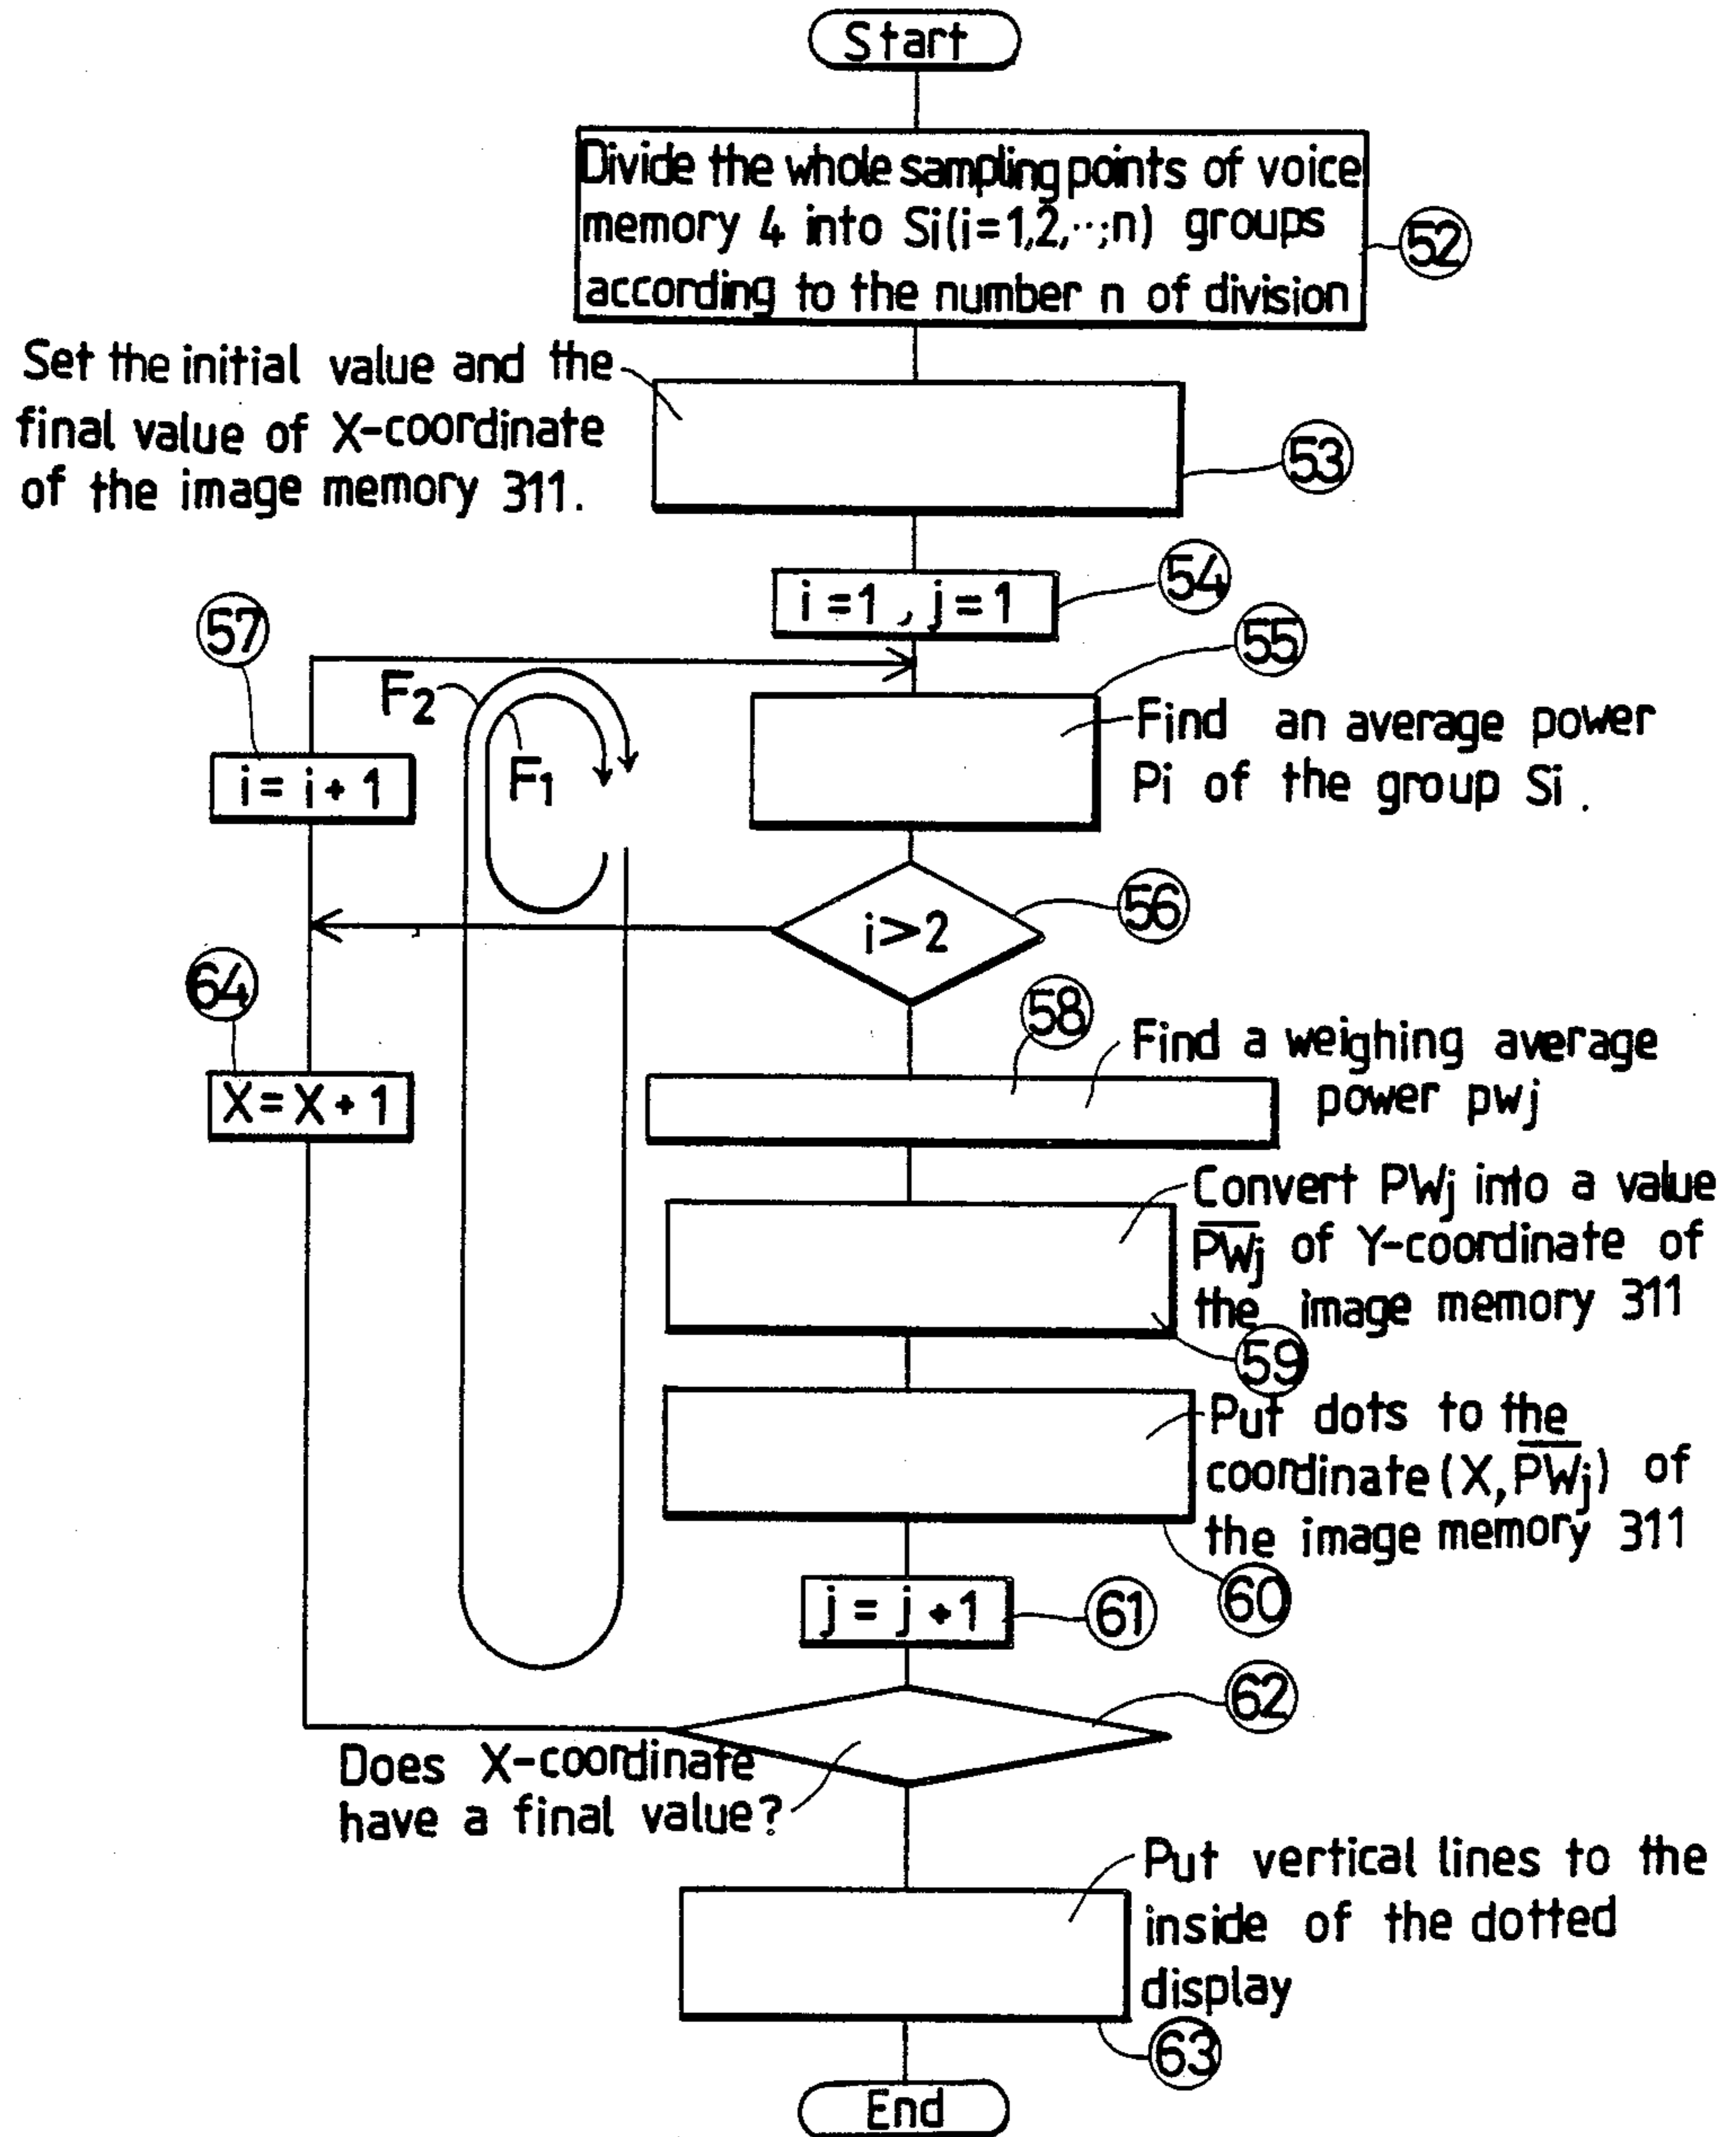 Start
Divide the whole sampling points of voice
memory 4 into Si(i=1,2,··,n) groups
according to the number n of division
52
Set the initial value and the
final value of X-coordinate
of the image memory 311.
53
i=1 , j=1
54
57
55
F2
F1
i= i+1
Find an average power
Pi of the group Si.
56
i>2
64
58
Find a weighing average
power pwj
X=X+1
Convert PWj into a value
P̅W̅j of Y-coordinate of
the image memory 311
59
Put dots to the
coordinate (X,P̅W̅j) of
the image memory 311
60
j = j+1
61
62
Does X-coordinate
have a final value?
Put vertical lines to the
inside of the dotted
display
63
End